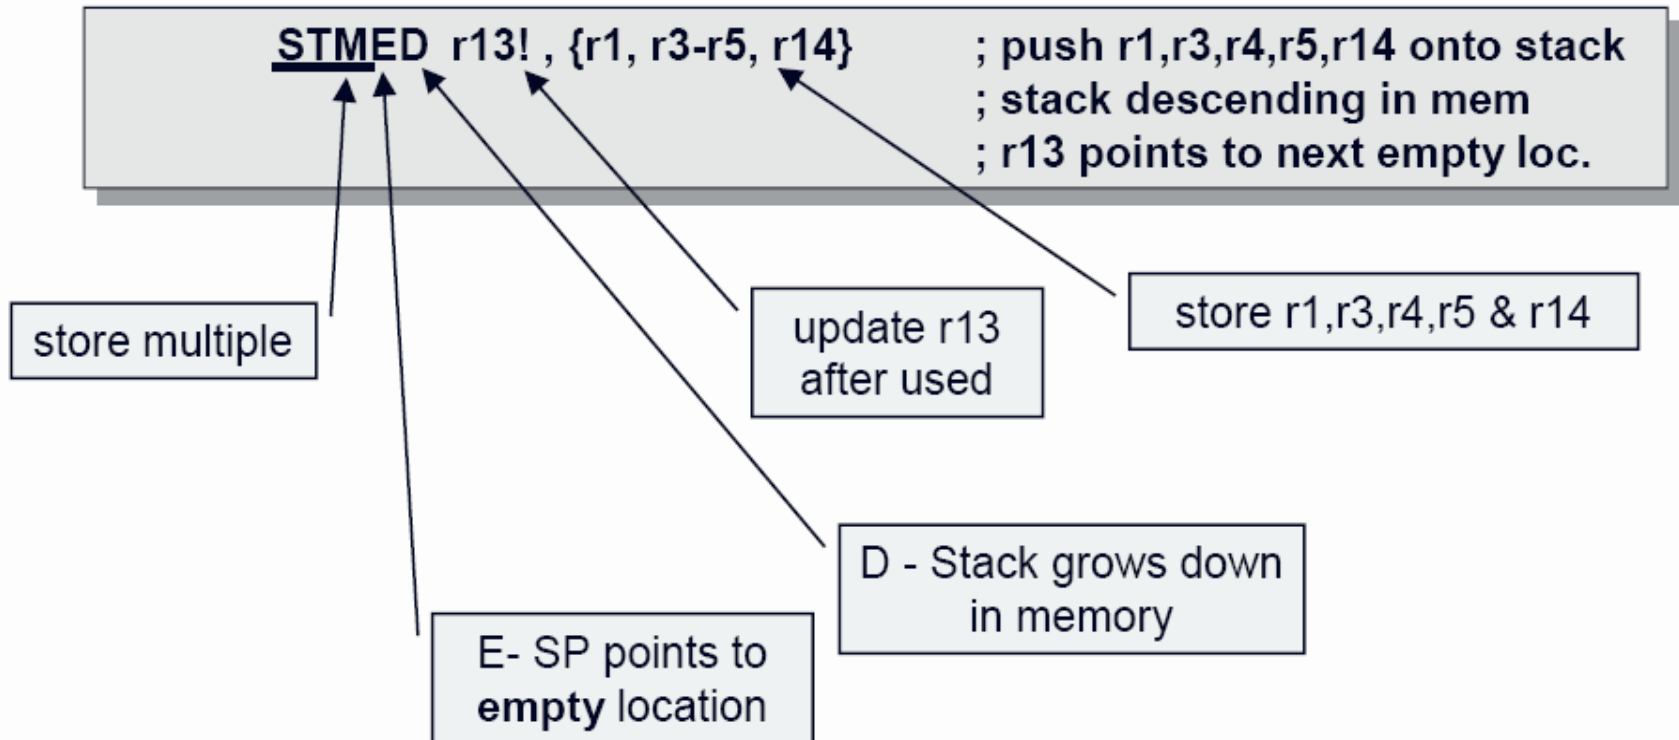 STMED r13! , {r1, r3-r5, r14} ; push r1,r3,r4,r5,r14 onto stack
; stack descending in mem
; r13 points to next empty loc.
store multiple
update r13
after used
store r1,r3,r4,r5 & r14
D - Stack grows down
in memory
E- SP points to
empty location